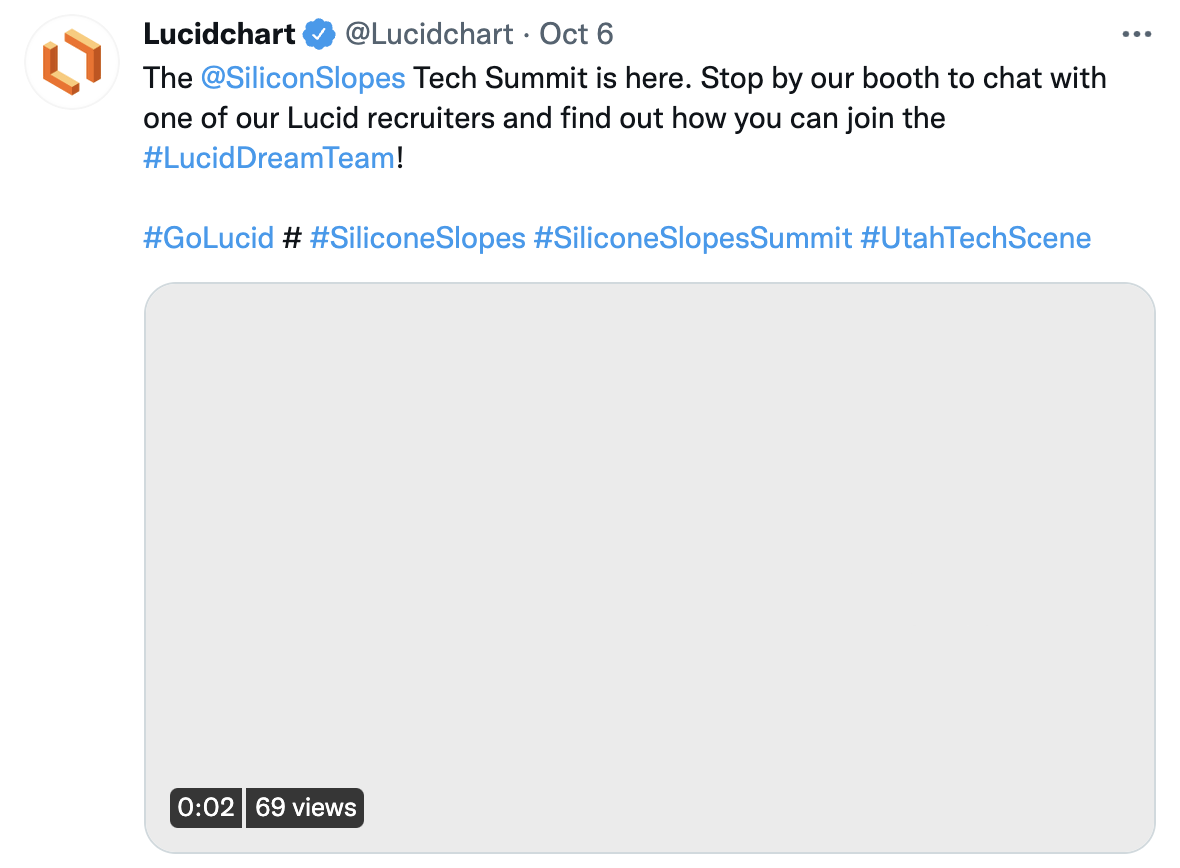 Lucidchart @Lucidchart · Oct 6
The @SiliconSlopes Tech Summit is here. Stop by our booth to chat with
one of our Lucid recruiters and find out how you can join the
#LucidDreamTeam!
#GoLucid # #SiliconeSlopes #SiliconeSlopesSummit #UtahTechScene
0:02 69 views